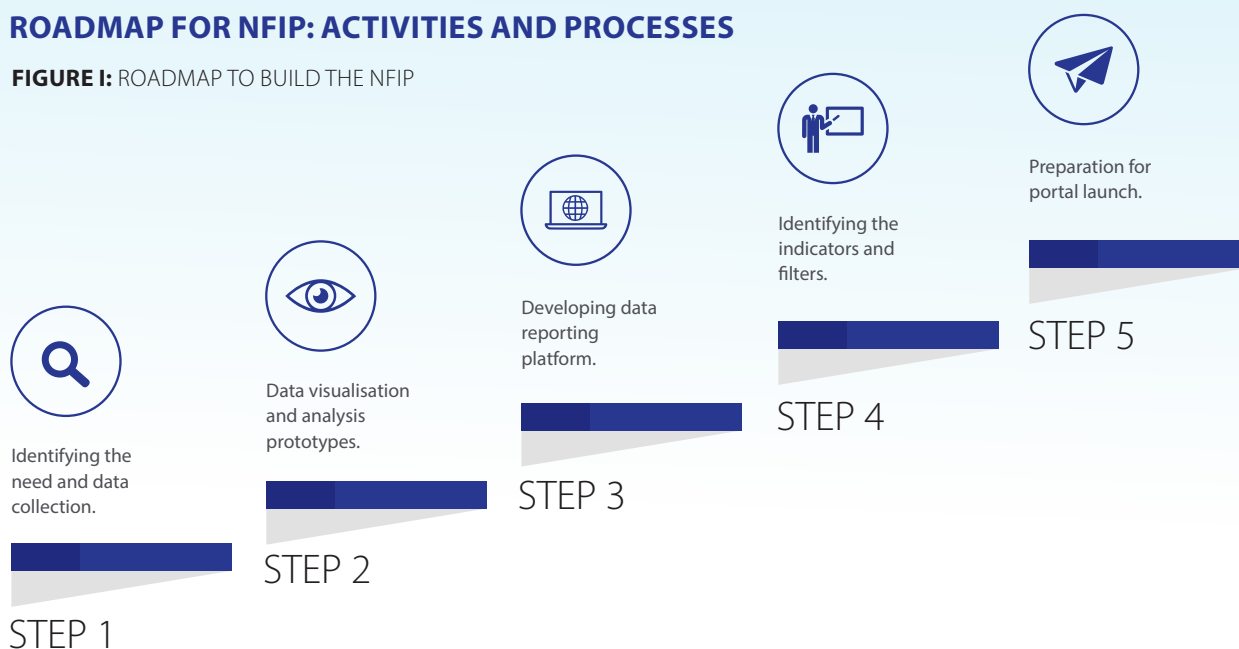 ROADMAP FOR NFIP: ACTIVITIES AND PROCESSES
FIGURE I: ROADMAP TO BUILD THE NFIP
Identifying the
need and data
collection.
STEP 1
Data visualisation
and analysis
prototypes.
STEP 2
Developing data
reporting
platform.
STEP 3
Identifying the
indicators and
filters.
STEP 4
Preparation for
portal launch.
STEP 5